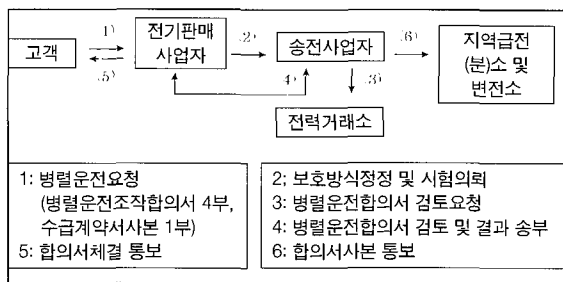 고객
1)
5)
전기판매
사업자
2)
송전사업자
6)
지역급전
(분)소 및
변전소
4)
3)
전력거래소
1: 병렬운전요청
(병렬운전조작합의서 4부,
수급계약서사본 1부)
5: 합의서체결 통보
2; 보호방식정정 및 시험의뢰
3: 병렬운전합의서 검토요청
4: 병렬운전합의서 검토 및 결과 송부
6: 합의서사본 통보